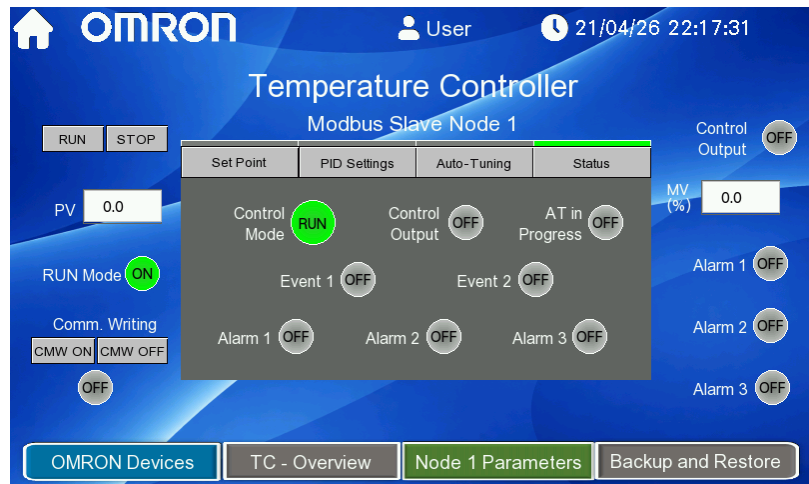 OMRON
User
21/04/26 22:17:31
Temperature Controller
Modbus Slave Node 1
RUN STOP
Control Output OFF
Set Point PID Settings Auto-Tuning Status
PV 0.0
MV (%) 0.0
Control Mode RUN
Control Output OFF
AT in Progress OFF
RUN Mode ON
Event 1 OFF
Event 2 OFF
Alarm 1 OFF
Comm. Writing
CMW ON CMW OFF
OFF
Alarm 1 OFF
Alarm 2 OFF
Alarm 3 OFF
Alarm 2 OFF
Alarm 3 OFF
OMRON Devices
TC - Overview
Node 1 Parameters
Backup and Restore